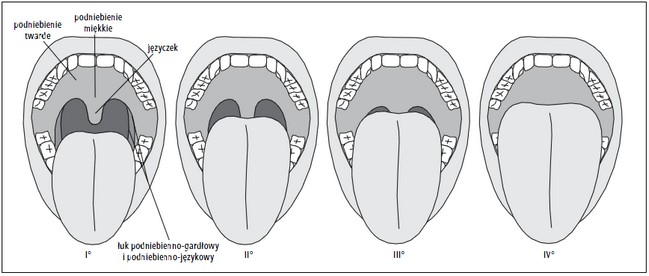 podniebienie
twarde
podniebienie
miękkie
języczek
łuk podniebienno-gardłowy
i podniebienno-językowy
I°
II°
III°
IV°